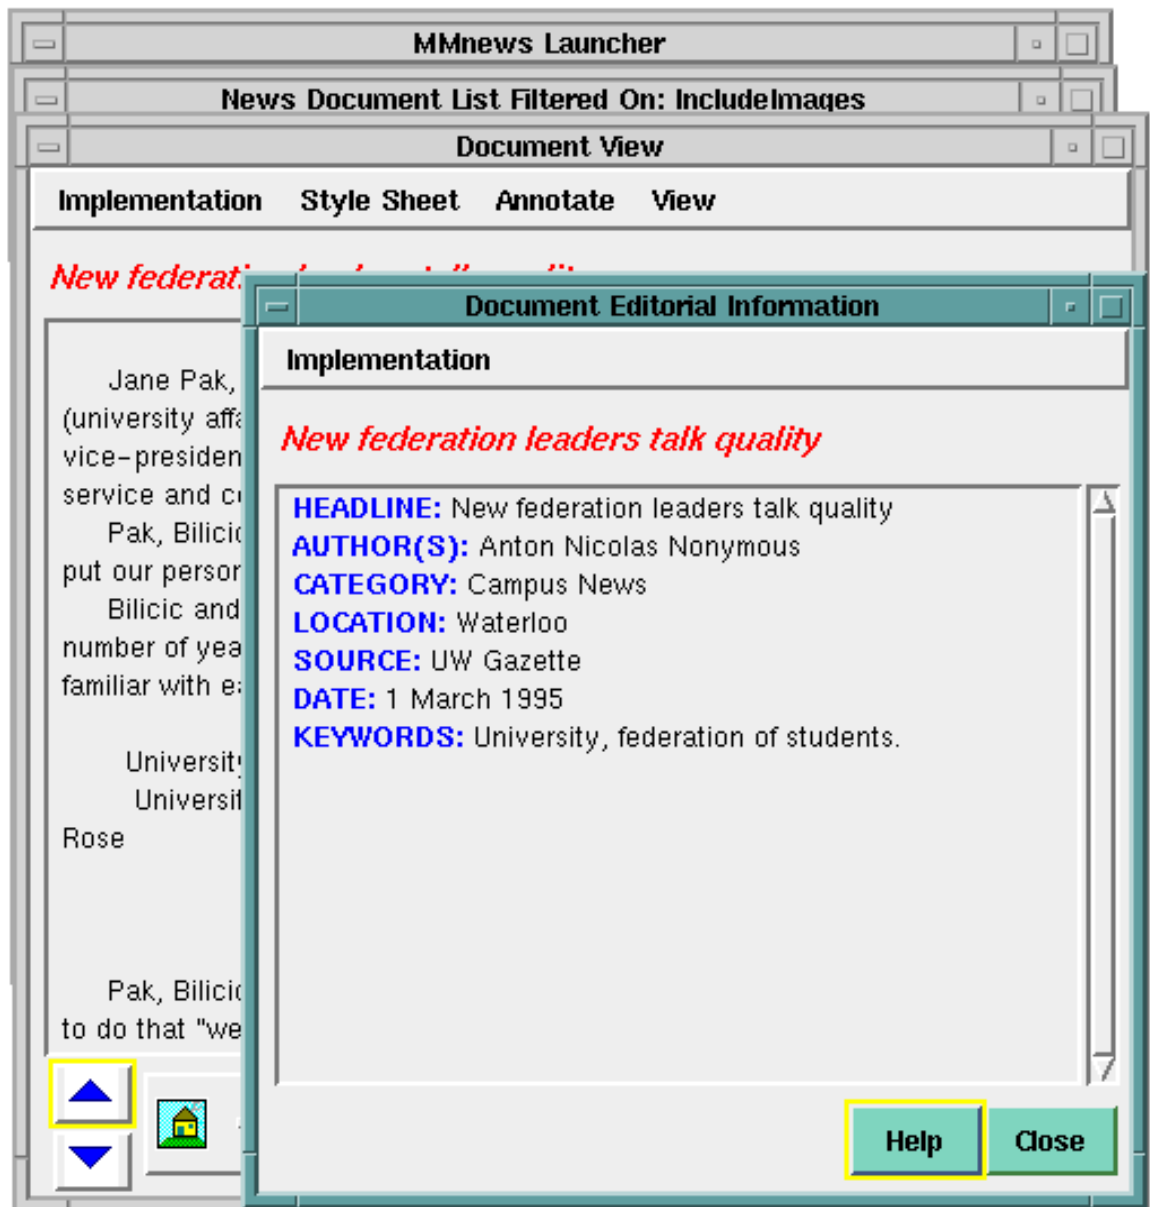 MMnews Launcher
News Document List Filtered On: IncludeImages
Document View
Implementation Style Sheet Annotate View
New federati
Jane Pak,
(university affa
vice-presiden
service and c
Pak, Bilicic
put our person
Bilicic and
number of yea
familiar with ea
University
Universit
Rose
Pak, Bilicic
to do that "we
Document Editorial Information
Implementation
New federation leaders talk quality
HEADLINE: New federation leaders talk quality
AUTHOR(S): Anton Nicolas Nonymous
CATEGORY: Campus News
LOCATION: Waterloo
SOURCE: UW Gazette
DATE: 1 March 1995
KEYWORDS: University, federation of students.
Help Close